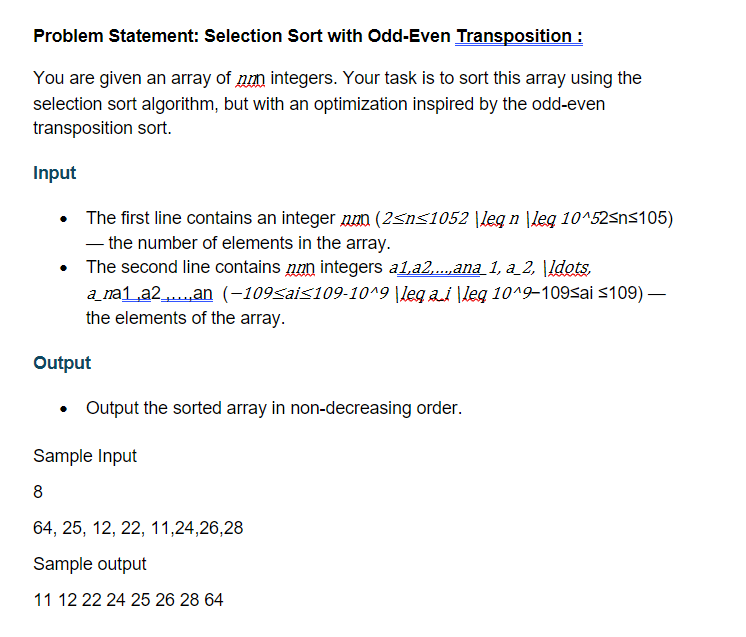 Problem Statement: Selection Sort with Odd-Even Transposition :
You are given an array of nnn integers. Your task is to sort this array using the
selection sort algorithm, but with an optimization inspired by the odd-even
transposition sort.
Input
• The first line contains an integer nnn (2≤n≤1052 \leq n \leq 10^52≤n≤105)
— the number of elements in the array.
• The second line contains nnn integers a1,a2,…,ana_1, a_2, \ldots,
a_na1,a2,…,an (−109≤ai≤109-10^9 \leq a_i \leq 10^9−109≤ai ≤109) —
the elements of the array.
Output
• Output the sorted array in non-decreasing order.
Sample Input
8
64, 25, 12, 22, 11,24,26,28
Sample output
11 12 22 24 25 26 28 64